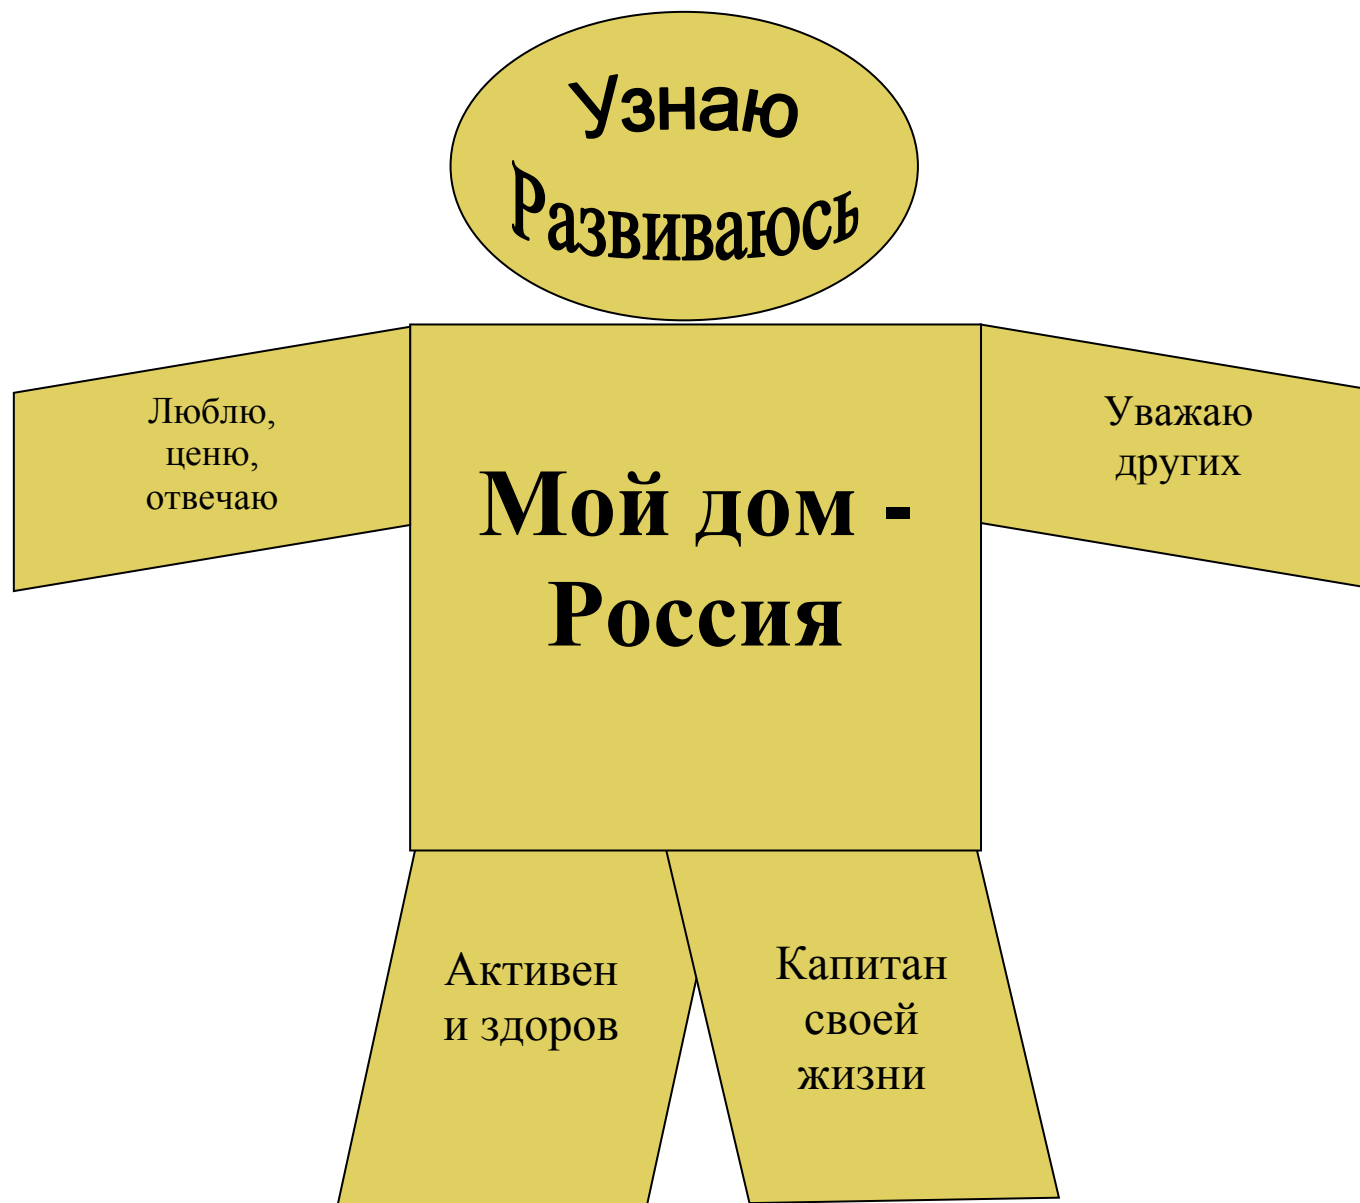 Узнаю
Развиваюсь
Люблю,
ценю,
отвечаю
Мой дом -
Россия
Уважаю
других
Активен
и здоров
Капитан
своей
жизни